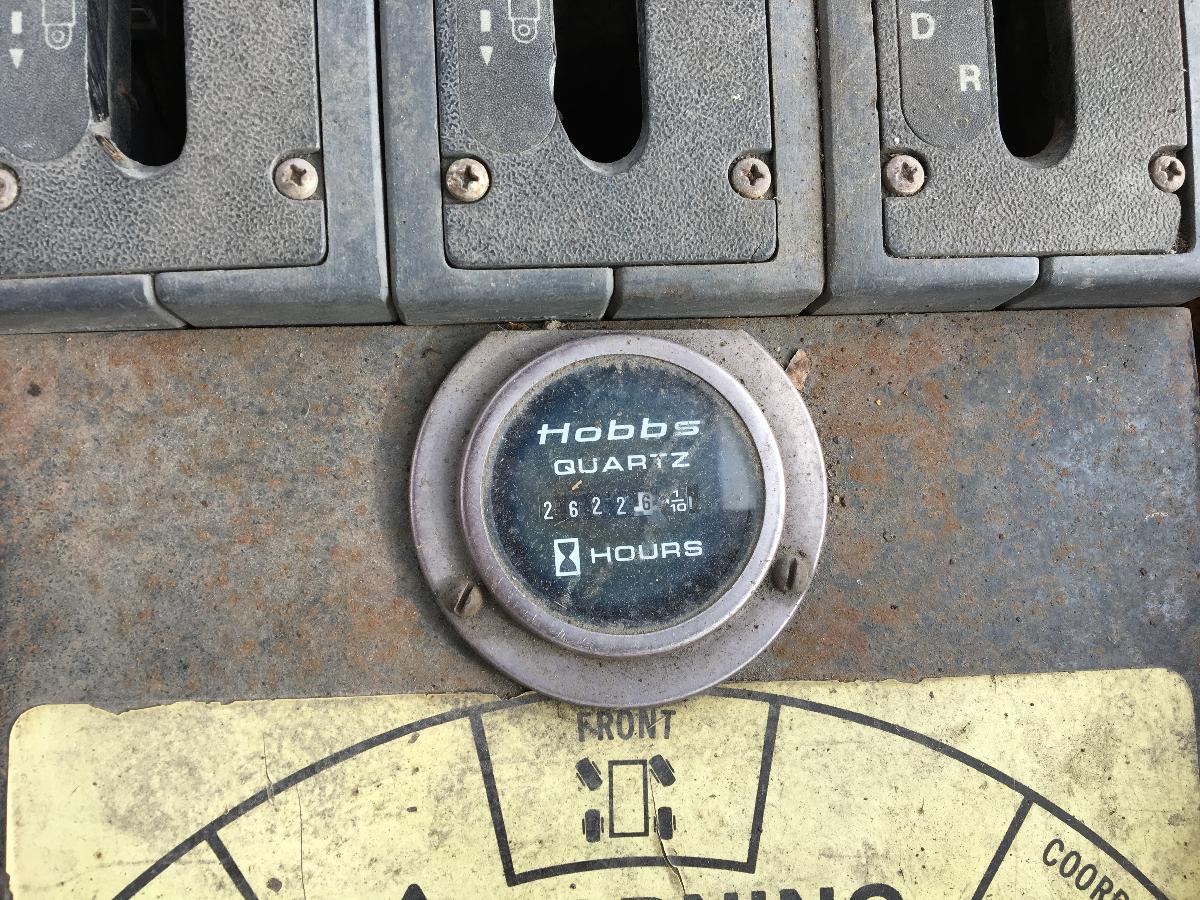 D
R
Hobbs
QUARTZ
2 6 2 2 6 1/10
HOURS
FRONT